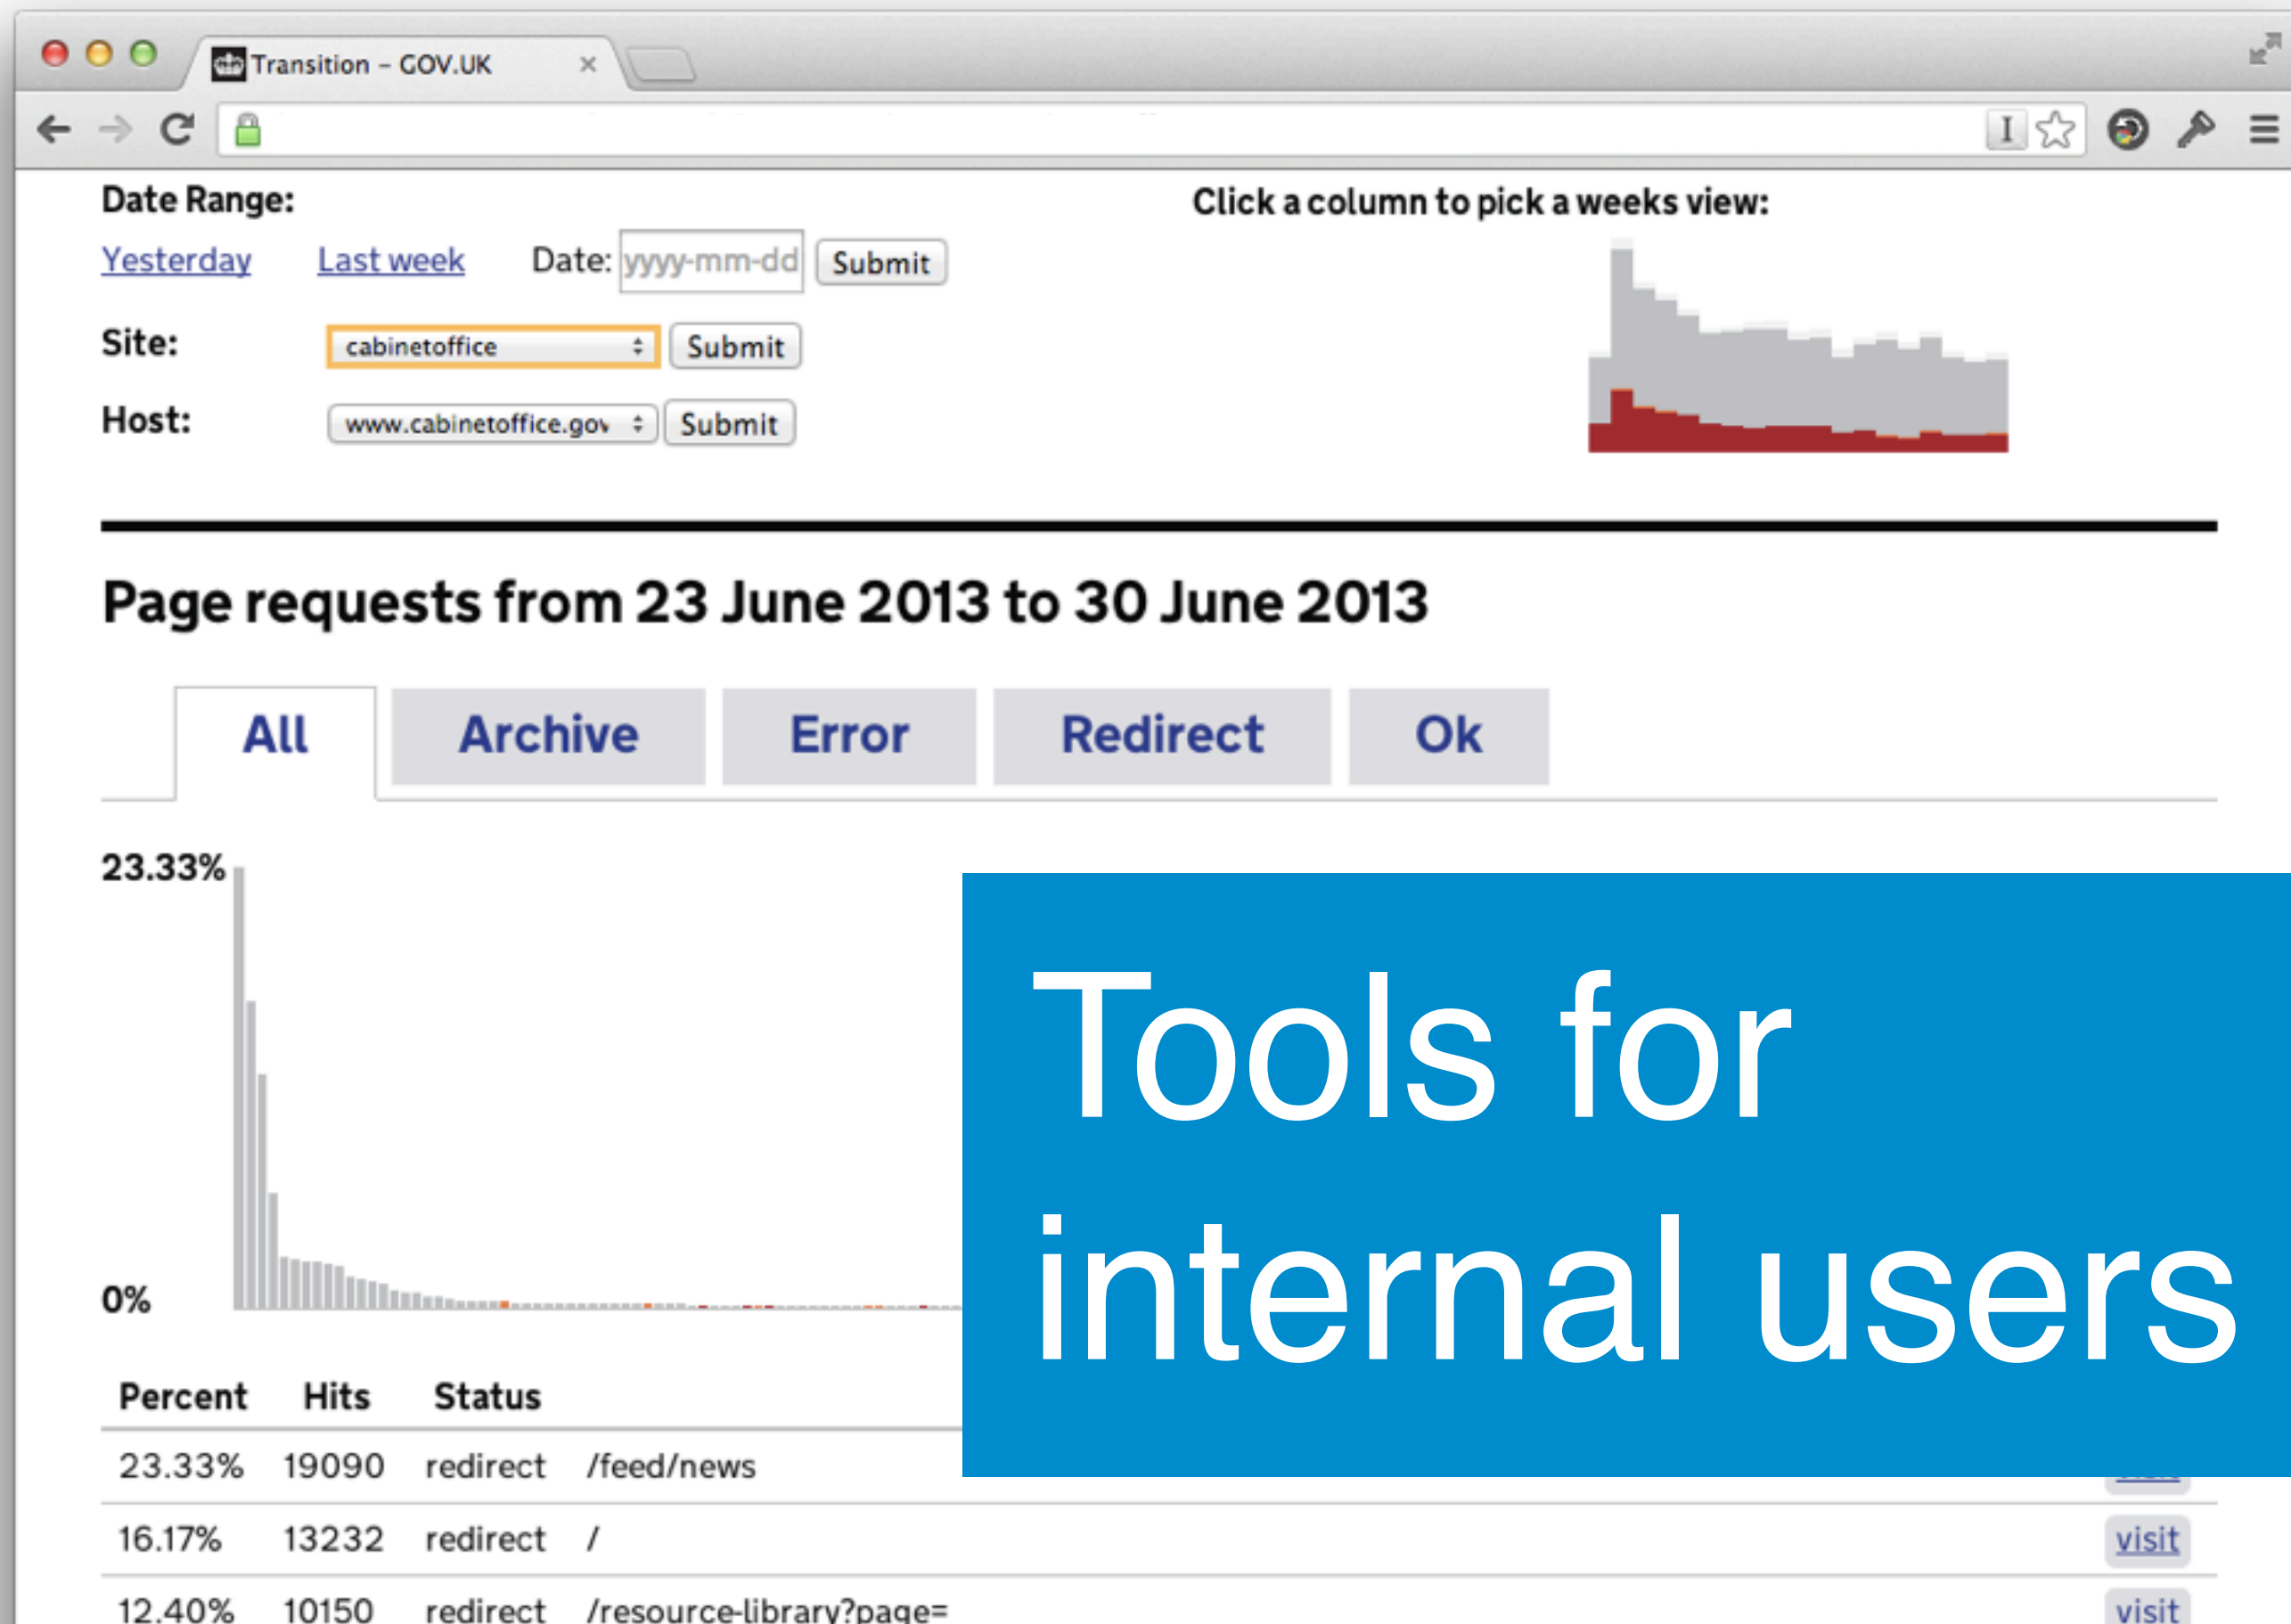 Transition – GOV.UK
Date Range:
Click a column to pick a weeks view:
Yesterday Last week Date: yyyy-mm-dd Submit
Site: cabinetoffice Submit
Host: www.cabinetoffice.gov Submit
Page requests from 23 June 2013 to 30 June 2013
All Archive Error Redirect Ok
23.33%
0%
Tools for
internal users
Percent Hits Status
23.33% 19090 redirect /feed/news
16.17% 13232 redirect / visit
12.40% 10150 redirect /resource-library?page= visit